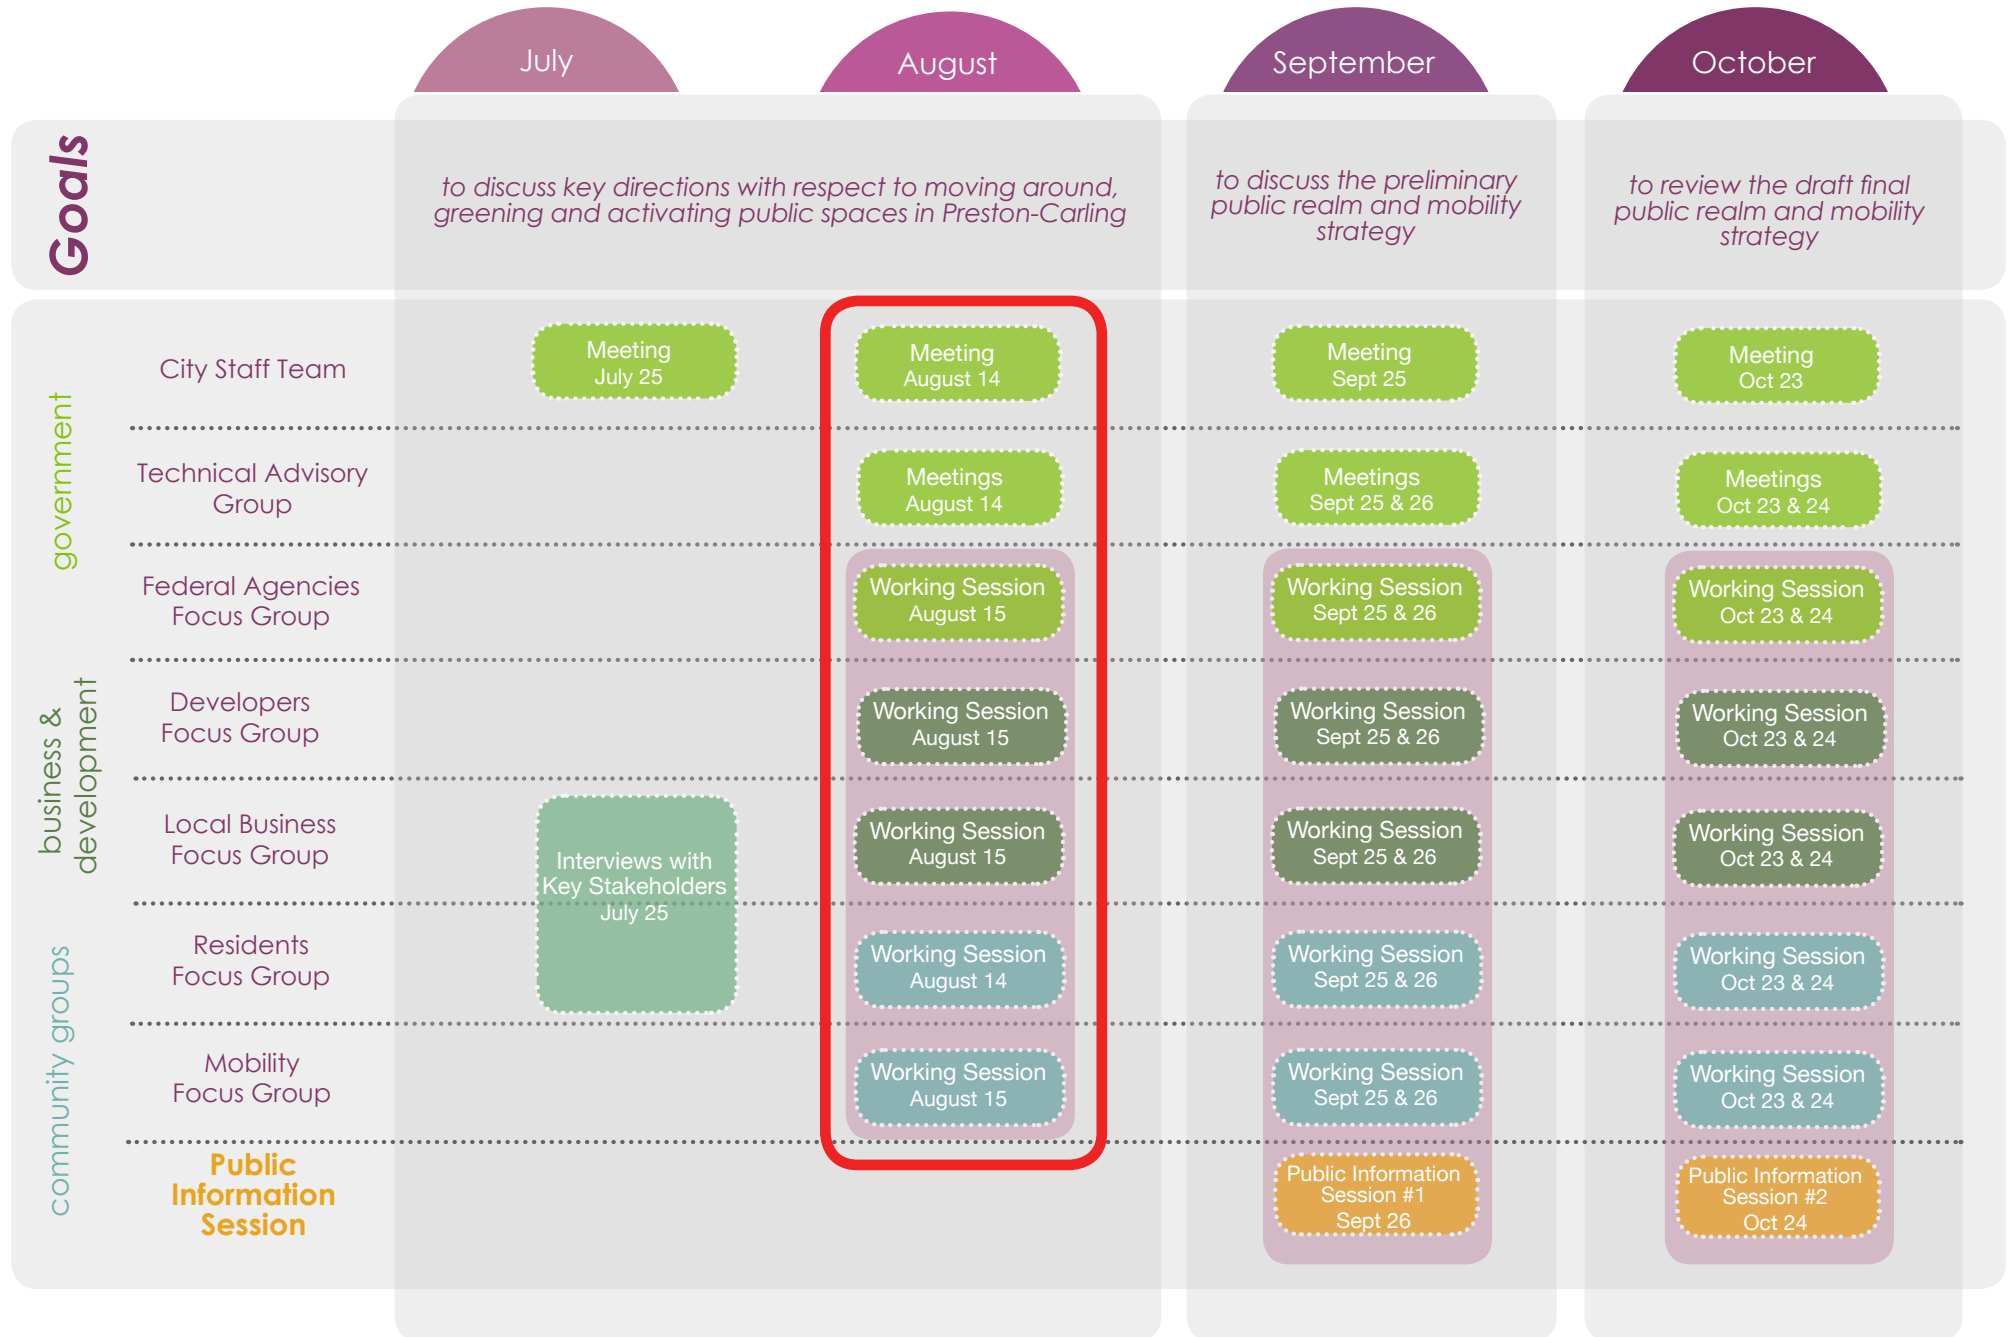 July
August
September
October
Goals
to discuss key directions with respect to moving around,
greening and activating public spaces in Preston-Carling
to discuss the preliminary
public realm and mobility
strategy
to review the draft final
public realm and mobility
strategy
government
City Staff Team
Meeting
July 25
Meeting
August 14
Meeting
Sept 25
Meeting
Oct 23
Technical Advisory
Group
Meetings
August 14
Meetings
Sept 25 & 26
Meetings
Oct 23 & 24
Federal Agencies
Focus Group
Working Session
August 15
Working Session
Sept 25 & 26
Working Session
Oct 23 & 24
business &
development
Developers
Focus Group
Working Session
August 15
Working Session
Sept 25 & 26
Working Session
Oct 23 & 24
Local Business
Focus Group
Interviews with
Key Stakeholders
July 25
Working Session
August 15
Working Session
Sept 25 & 26
Working Session
Oct 23 & 24
community groups
Residents
Focus Group
Working Session
August 14
Working Session
Sept 25 & 26
Working Session
Oct 23 & 24
Mobility
Focus Group
Working Session
August 15
Working Session
Sept 25 & 26
Working Session
Oct 23 & 24
Public
Information
Session
Public Information
Session #1
Sept 26
Public Information
Session #2
Oct 24